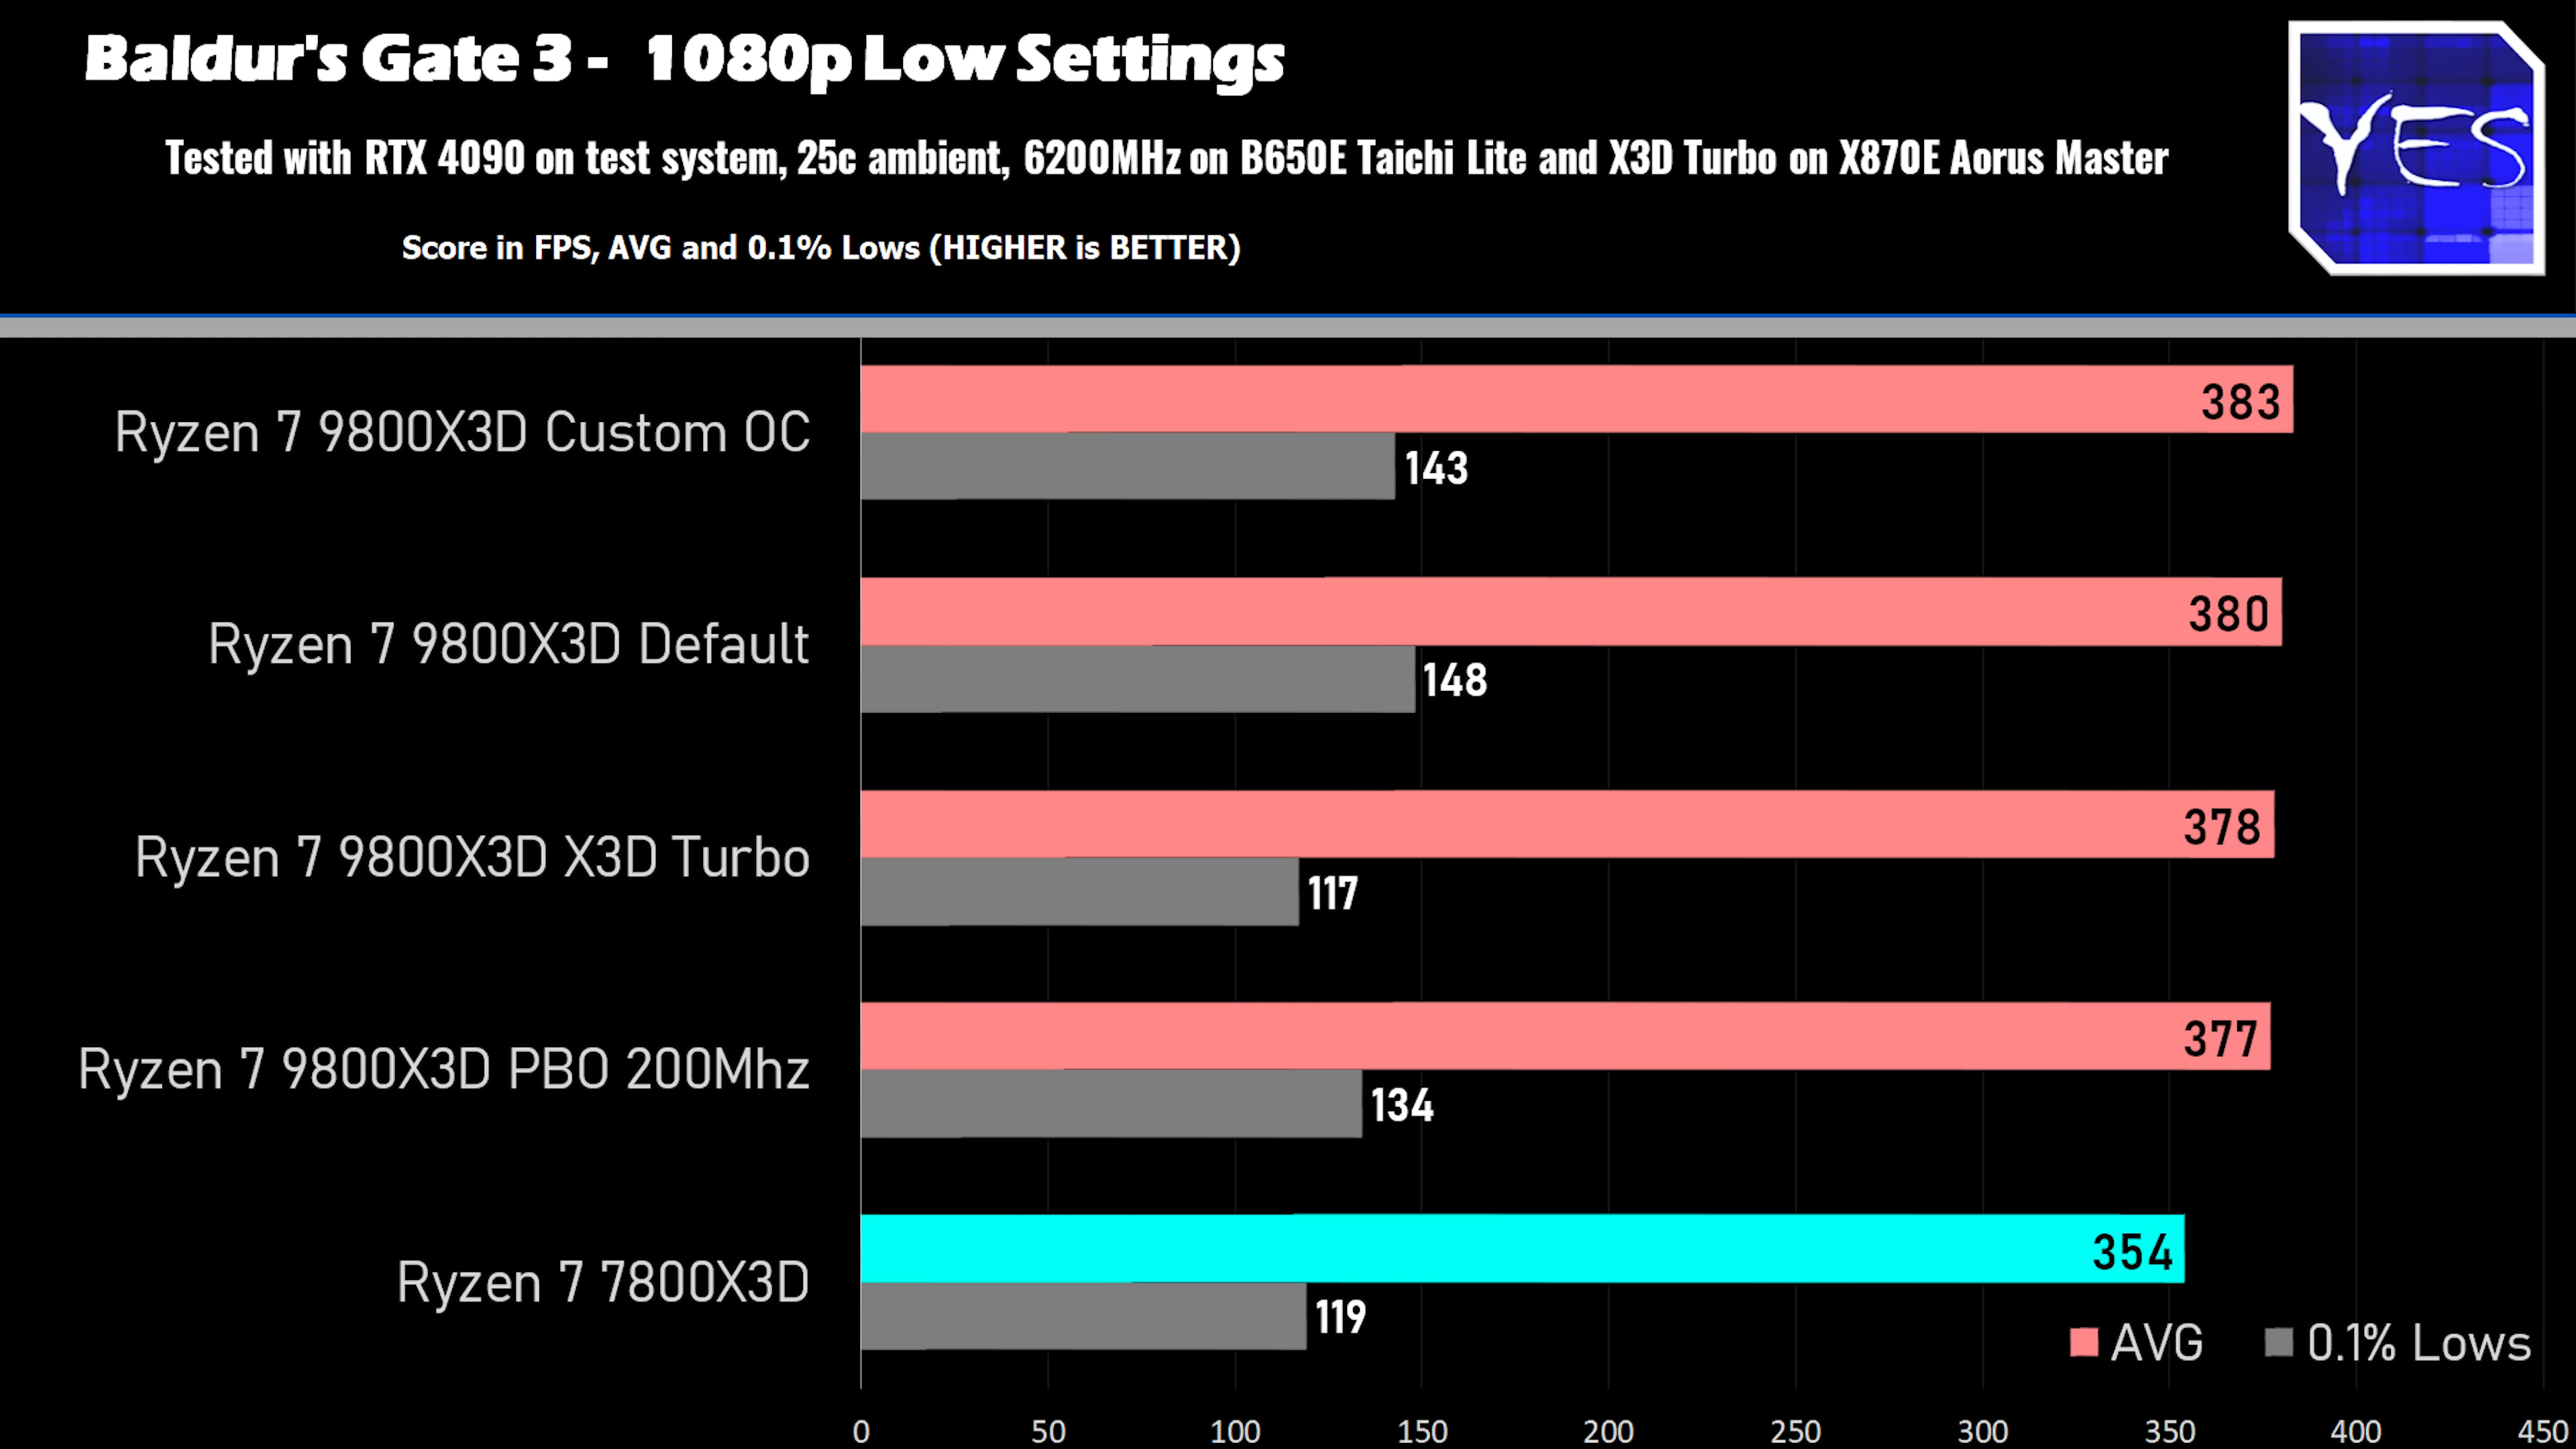 Baldur's Gate 3 - 1080p Low Settings
Tested with RTX 4090 on test system, 25c ambient, 6200MHz on B650E Taichi Lite and X3D Turbo on X870E Aorus Master
YES
Score in FPS, AVG and 0.1% Lows (HIGHER is BETTER)
Ryzen 7 9800X3D Custom OC
383
143
Ryzen 7 9800X3D Default
380
148
Ryzen 7 9800X3D X3D Turbo
378
117
Ryzen 7 9800X3D PBO 200Mhz
377
134
Ryzen 7 7800X3D
354
119
AVG 0.1% Lows
0 50 100 150 200 250 300 350 400 450